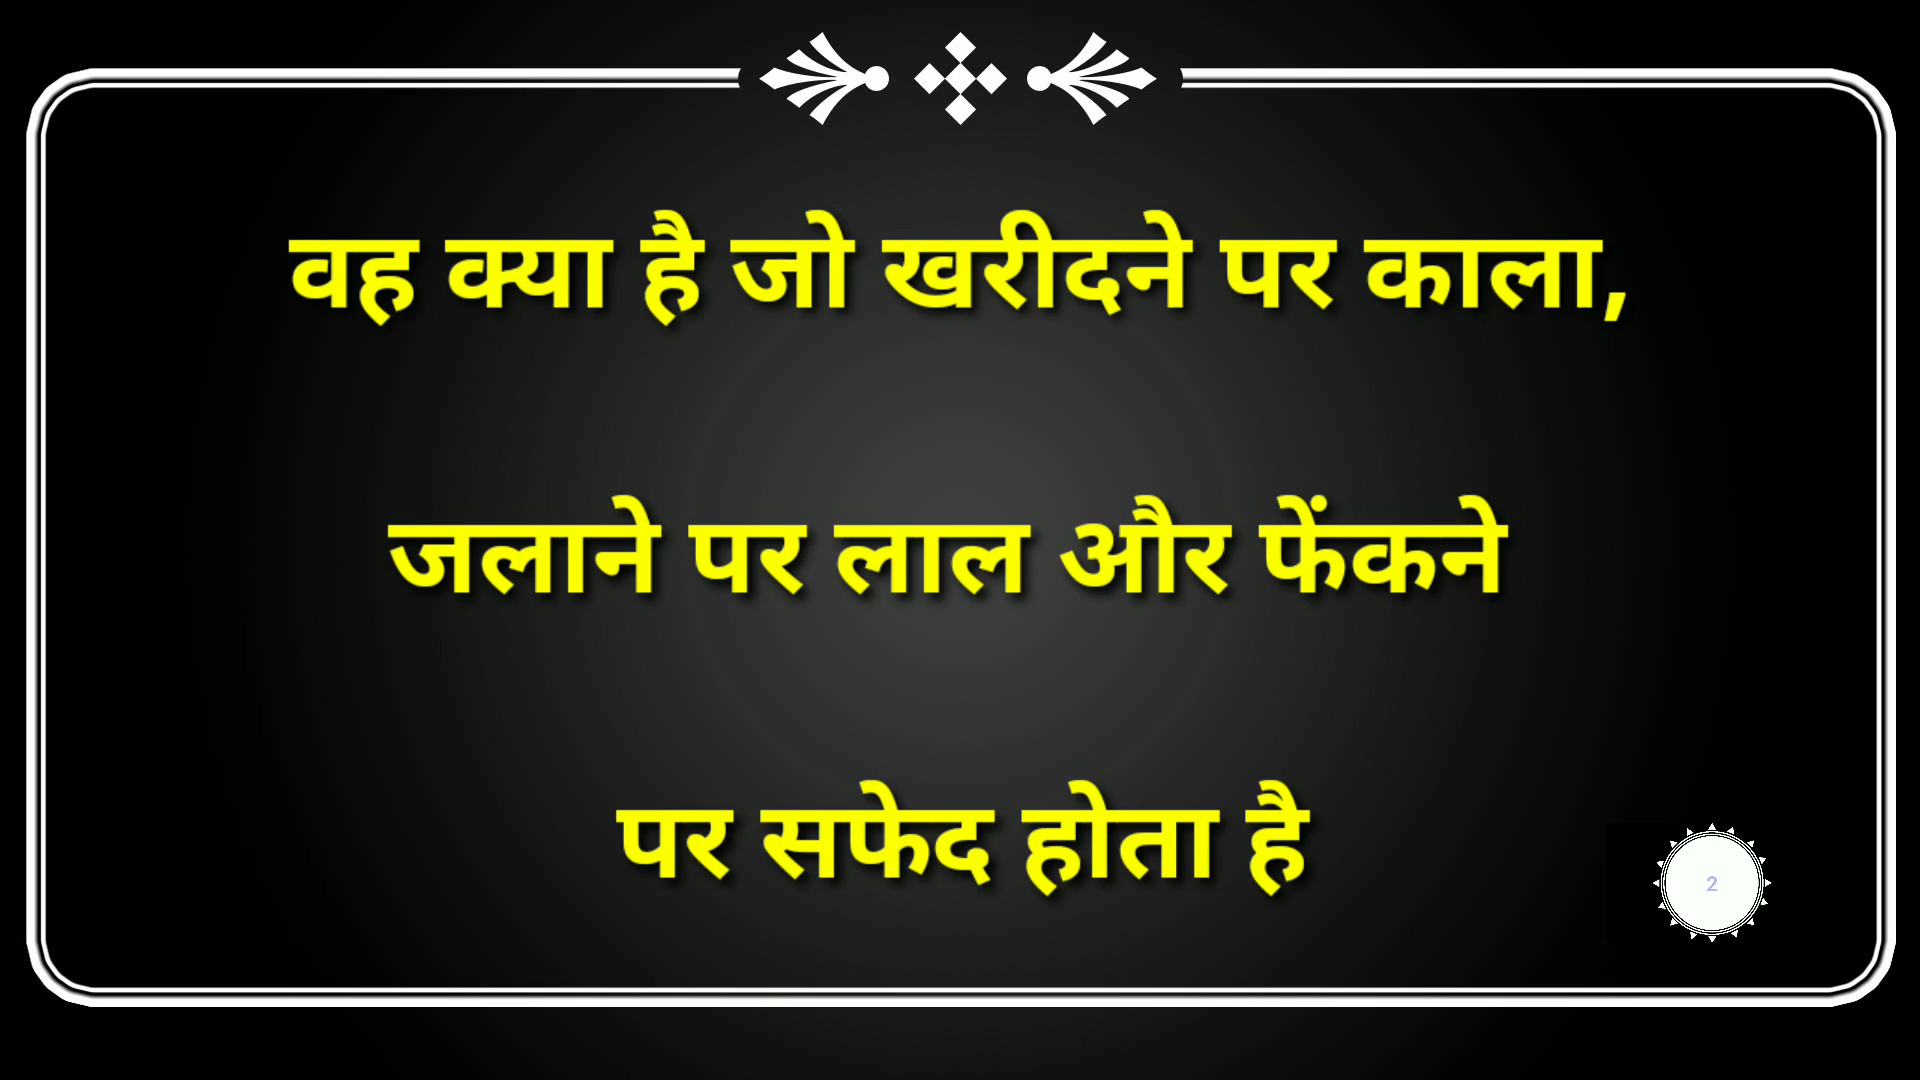 वह क्या है जो खरीदने पर काला,
जलाने पर लाल और फेंकने
पर सफेद होता है
2